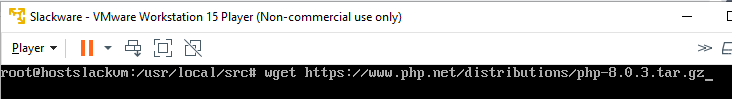 Slackware - VMware Workstation 15 Player (Non-commercial use only)
Player
root@hostslackvm:/usr/local/src# wget https://www.php.net/distributions/php-8.0.3.tar.gz_